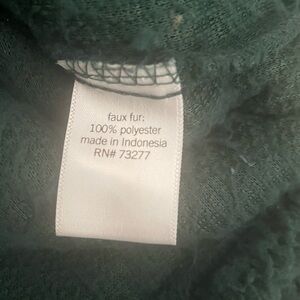 faux fur:
100% polyester
made in Indonesia
RN# 73277